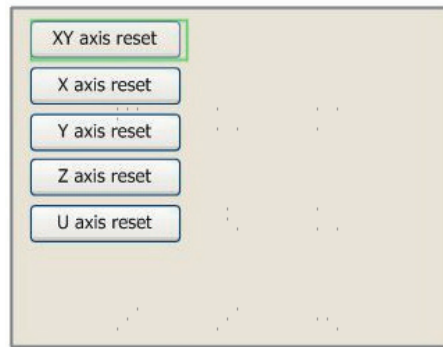 XY axis reset
X axis reset
Y axis reset
Z axis reset
U axis reset